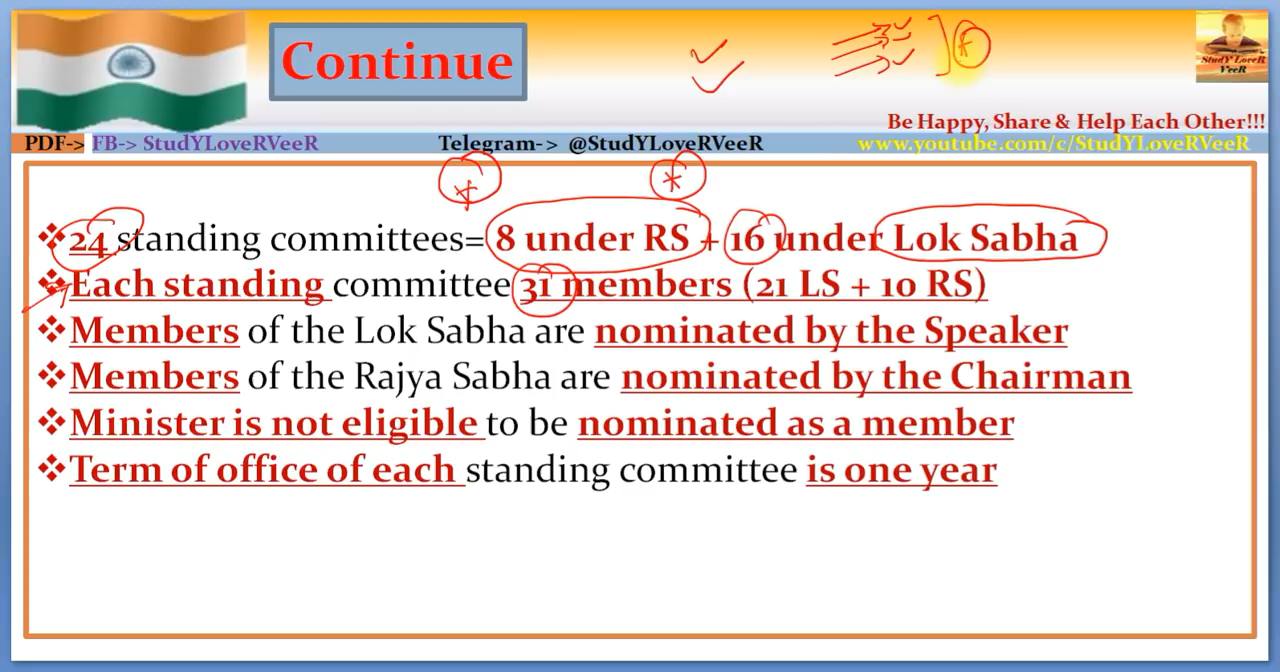 Continue
StudY LoveR
VeeR
Be Happy, Share & Help Each Other!!!
PDF-> FB-> StudYLoveRVeeR Telegram-> @StudYLoveRVeeR www.youtube.com/c/StudYLoveRVeeR
❖24 standing committees= 8 under RS + 16 under Lok Sabha
❖Each standing committee 31 members (21 LS + 10 RS)
❖Members of the Lok Sabha are nominated by the Speaker
❖Members of the Rajya Sabha are nominated by the Chairman
❖Minister is not eligible to be nominated as a member
❖Term of office of each standing committee is one year